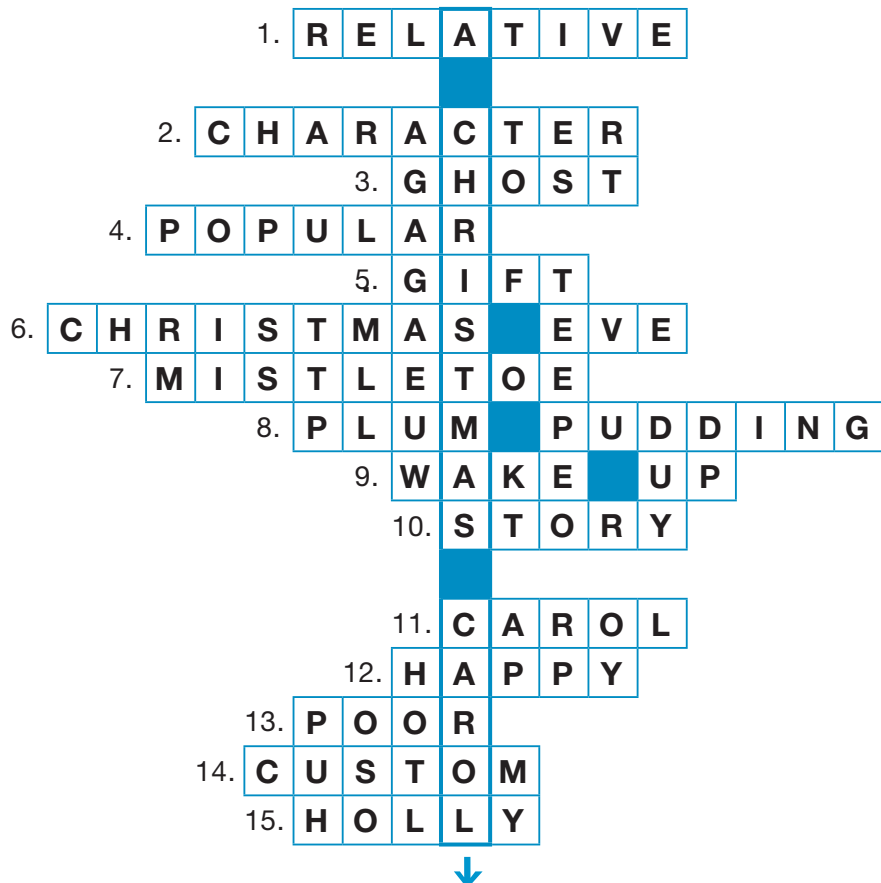 1. RELATIVE
2. CHARACTER
3. GHOST
4. POPULAR
5. GIFT
6. CHRISTMAS EVE
7. MISTLETOE
8. PLUM PUDDING
9. WAKE UP
10. STORY
11. CAROL
12. HAPPY
13. POOR
14. CUSTOM
15. HOLLY